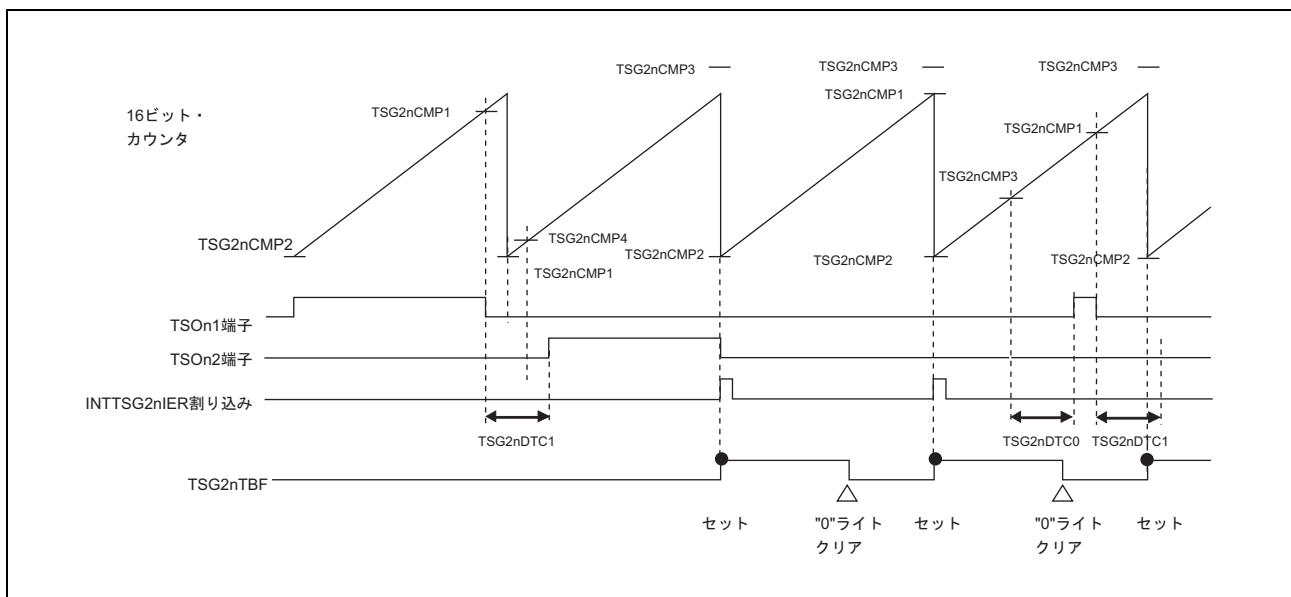 TSG2nCMP3
TSG2nCMP3
TSG2nCMP3
16ビット・
カウンタ
TSG2nCMP1
TSG2nCMP1
TSG2nCMP1
TSG2nCMP3
TSG2nCMP2
TSG2nCMP4
TSG2nCMP1
TSG2nCMP2
TSG2nCMP2
TSG2nCMP2
TSOn1端子
TSOn2端子
INTTSG2nIER割り込み
TSG2nDTC1
TSG2nDTC0
TSG2nDTC1
TSG2nTBF
セット
"0"ライト
クリア
セット
"0"ライト
クリア
セット